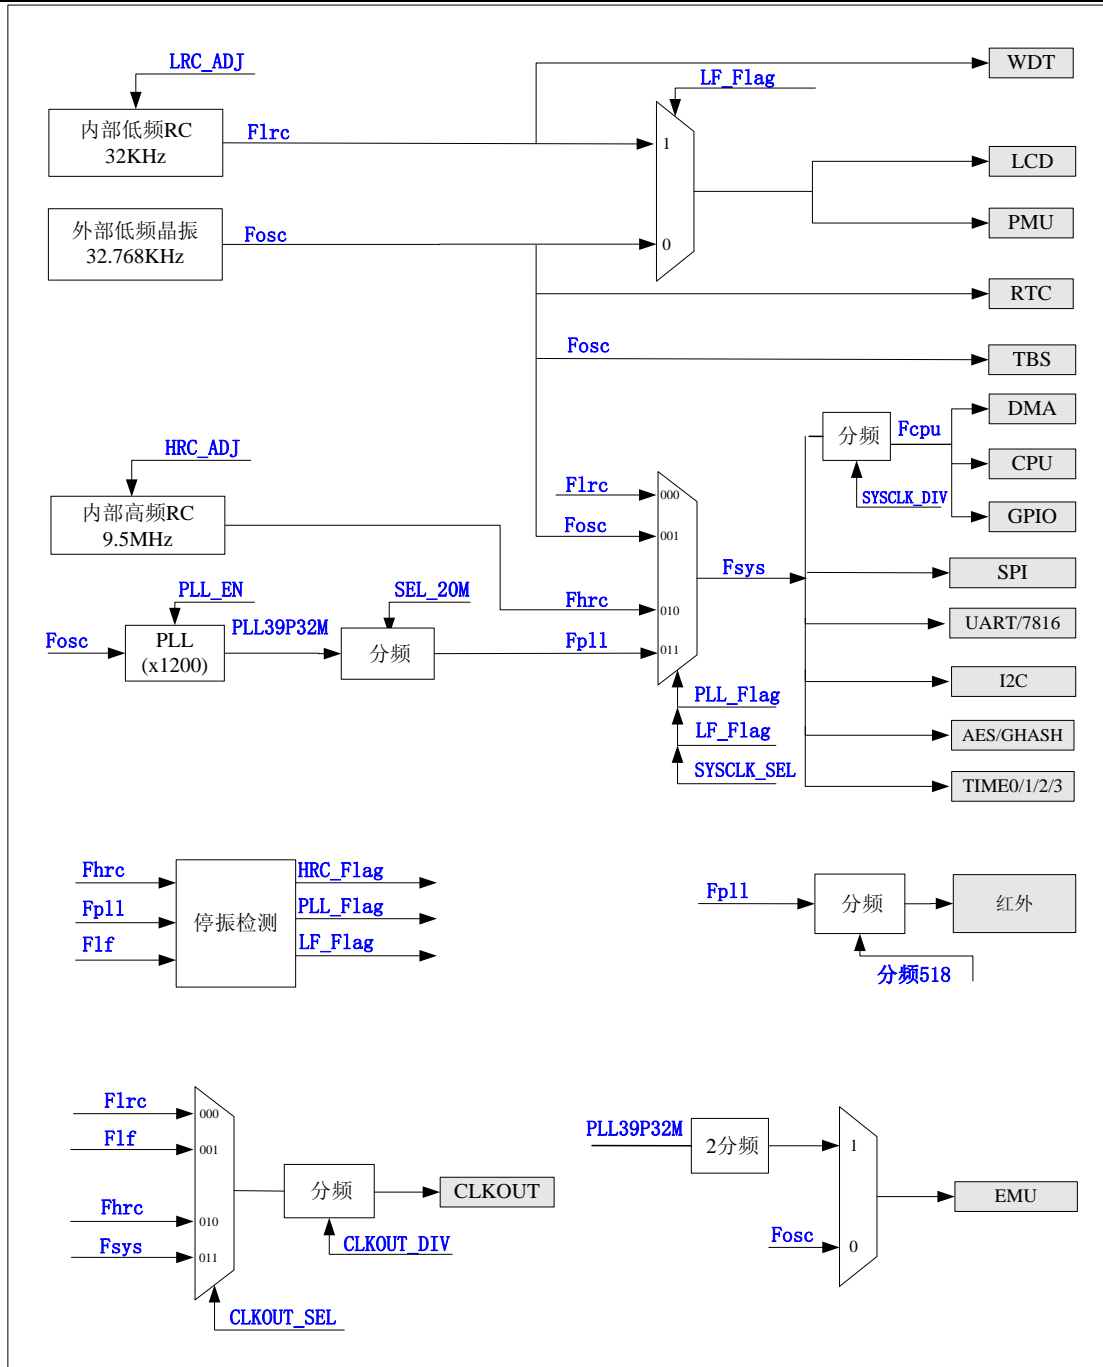 LRC_ADJ
WDT
LF_Flag
内部低频RC
32KHz
Flrc
1
LCD
外部低频晶振
32.768KHz
Fosc
0
PMU
RTC
Fosc
TBS
DMA
分频
Fcpu
HRC_ADJ
CPU
SYSCLK_DIV
内部高频RC
9.5MHz
Flrc
000
GPIO
Fosc
001
Fsys
SPI
PLL_EN
SEL_20M
Fhrc
010
UART/7816
Fosc
PLL
(x1200)
PLL39P32M
分频
Fpll
011
I2C
PLL_Flag
LF_Flag
AES/GHASH
SYSCLK_SEL
TIME0/1/2/3
Fhrc
HRC_Flag
Fpll
停振检测
PLL_Flag
Flf
LF_Flag
Fpll
分频
红外
分频518
Flrc
000
Flf
001
Fhrc
010
Fsys
011
分频
CLKOUT
CLKOUT_DIV
CLKOUT_SEL
PLL39P32M
2分频
1
EMU
Fosc
0